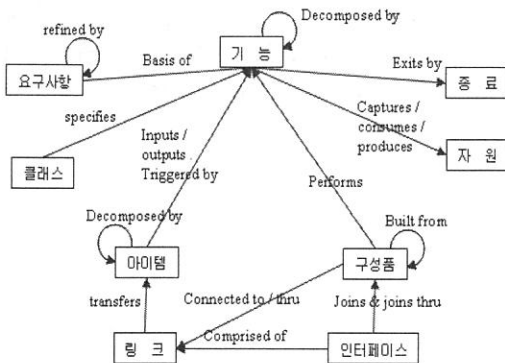 Decomposed by
refined by
기 능
Basis of
Exits by
요구사항
종 료
Captures /
consumes /
produces
specifies
Inputs /
outputs
Triggered by
자 원
클래스
Performs
Decomposed by
Built from
아이템
구성품
transfers
Connected to / thru
Joins & joins thru
Comprised of
링 크
인터페이스